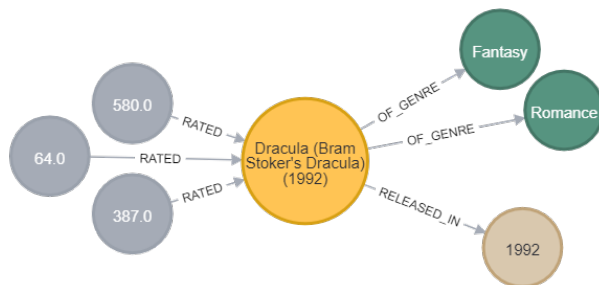 Fantasy
580.0
OF_GENRE
RATED
Romance
Dracula (Bram
Stoker's Dracula)
(1992)
OF_GENRE
64.0
RATED
RATED
387.0
RELEASED_IN
1992